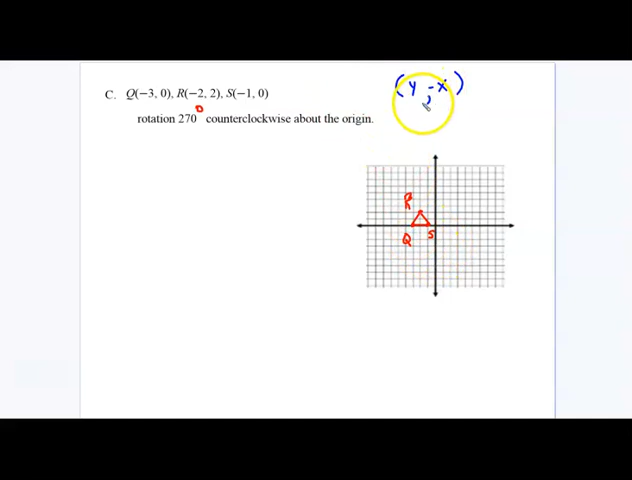 (y, -x)
C. Q(−3, 0), R(−2, 2), S(−1, 0)
rotation 270° counterclockwise about the origin.
R
Q S